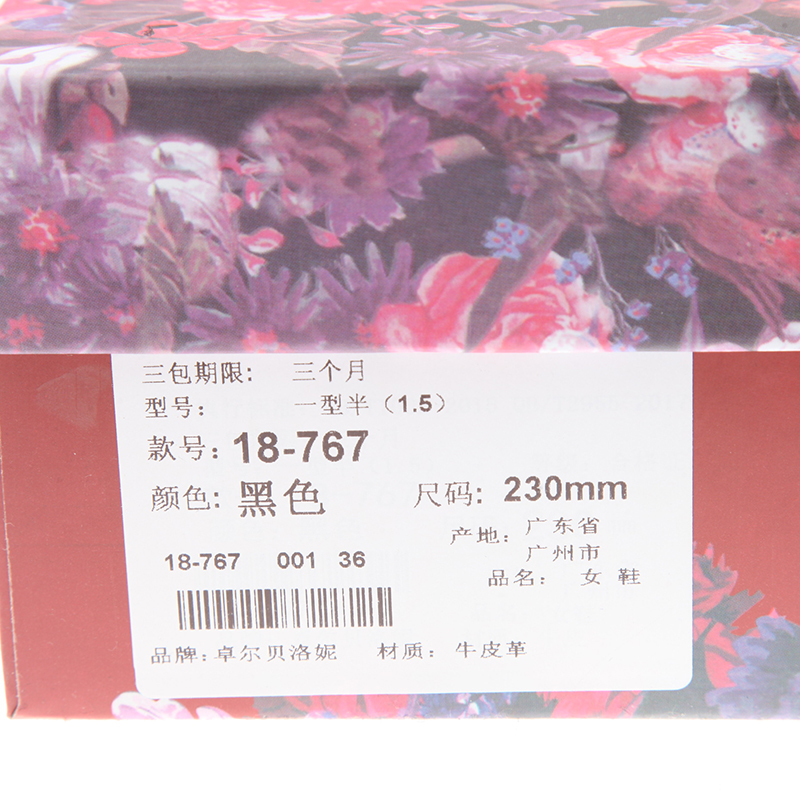 三包期限： 三个月
型号： 一型半（1.5）
款号：18-767
颜色：黑色 尺码：230mm
产地：广东省
广州市
18-767 001 36
品名： 女 鞋
品牌：卓尔贝洛妮 材质：牛皮革